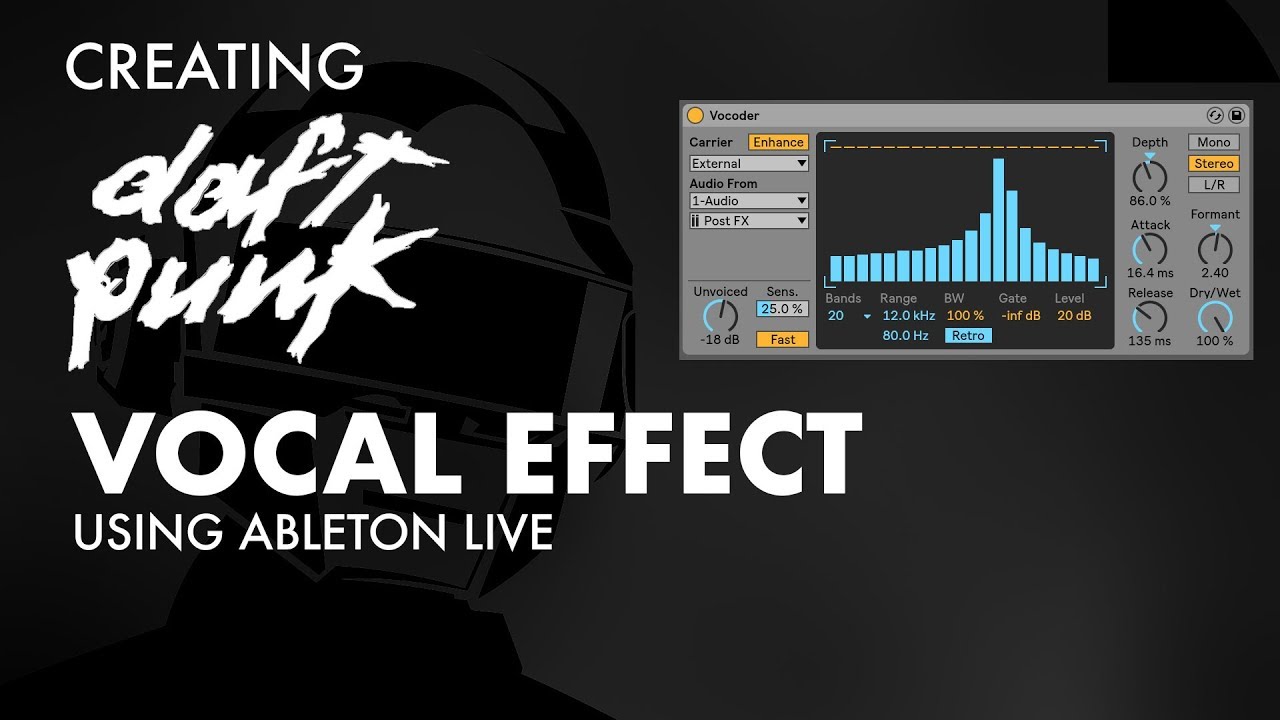 CREATING
daft
punk
VOCAL EFFECT
USING ABLETON LIVE
Vocoder
Carrier Enhance
External
Audio From
1-Audio
Post FX
Unvoiced Sens.
-18 dB 25.0 %
Fast
Bands Range BW Gate Level
20 12.0 kHz 100 % -inf dB 20 dB
80.0 Hz Retro
Depth
86.0 %
Attack
16.4 ms
Release
135 ms
Mono
Stereo
L/R
Formant
2.40
Dry/Wet
100 %